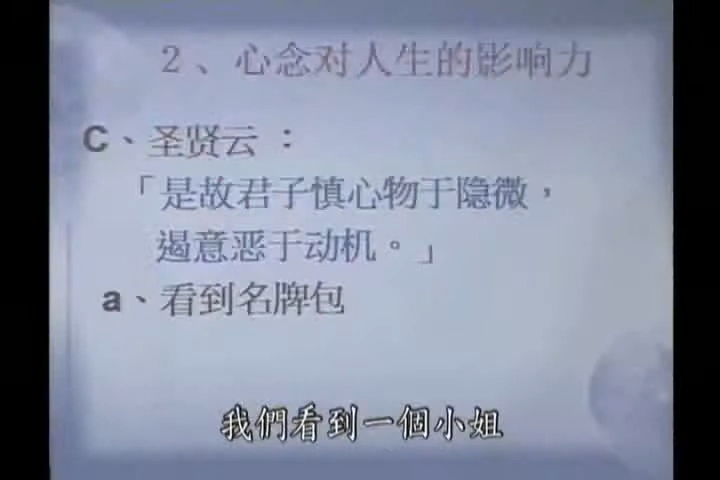 2、心念对人生的影响力
C、圣贤云：
「是故君子慎心物于隐微，
遏意恶于动机。」
a、看到名牌包
我們看到一個小姐